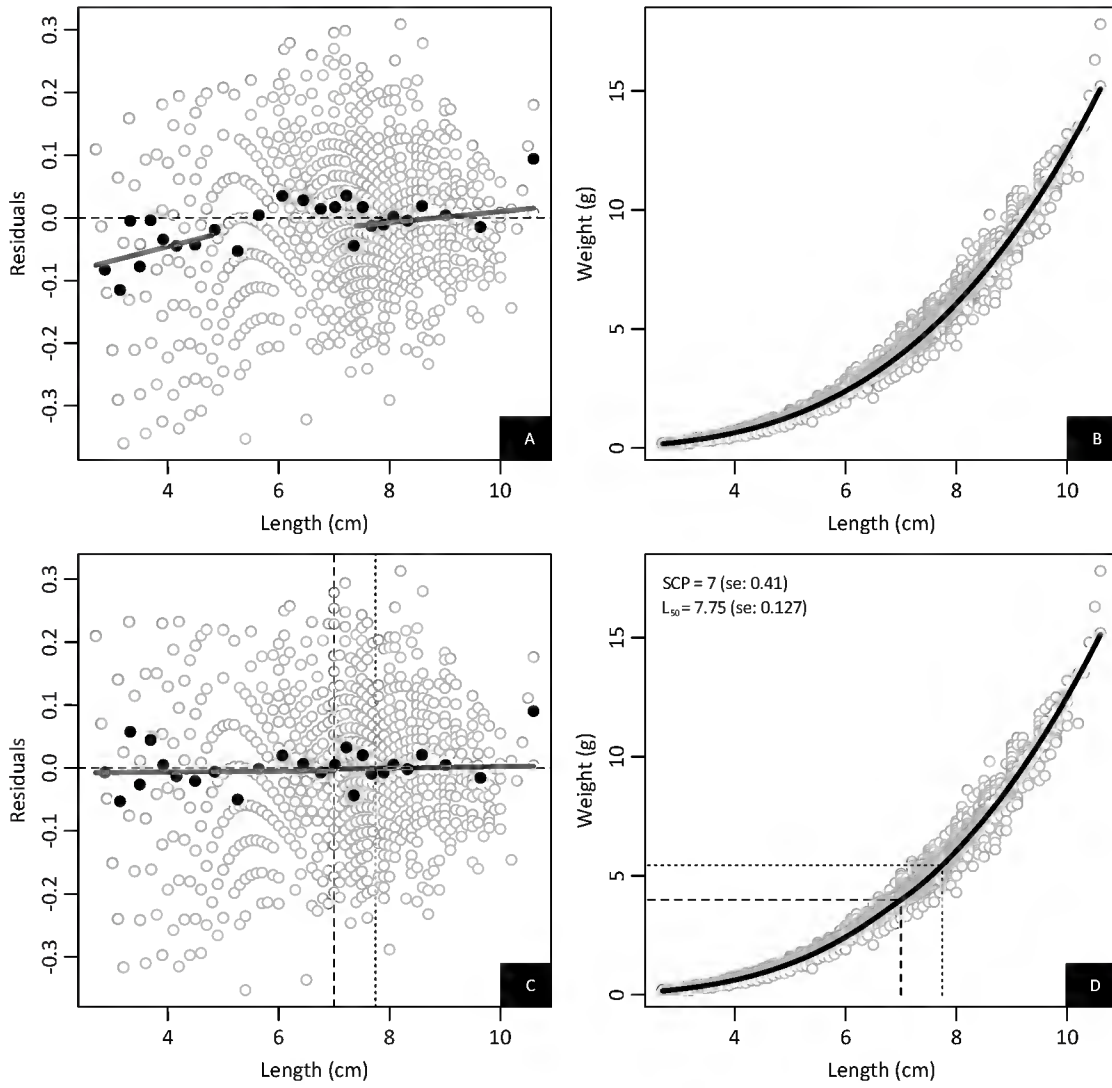 0.3
0.2
0.1
0.0
-0.1
-0.2
-0.3
Residuals
4
6
8
10
Length (cm)
A
15
10
5
0
Weight (g)
4
6
8
10
Length (cm)
B
0.3
0.2
0.1
0.0
-0.1
-0.2
-0.3
Residuals
4
6
8
10
Length (cm)
C
SCP = 7 (se: 0.41)
L₅₀ = 7.75 (se: 0.127)
15
10
5
0
Weight (g)
4
6
8
10
Length (cm)
D